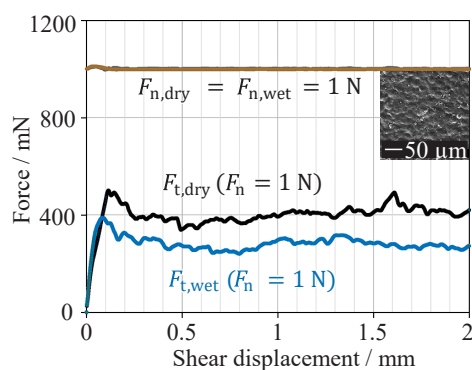 1200
Fn,dry = Fn,wet = 1 N
800
50 µm
Ft,dry (Fn = 1 N)
400
Ft,wet (Fn = 1 N)
0
Force / mN
0 0.5 1 1.5 2
Shear displacement / mm